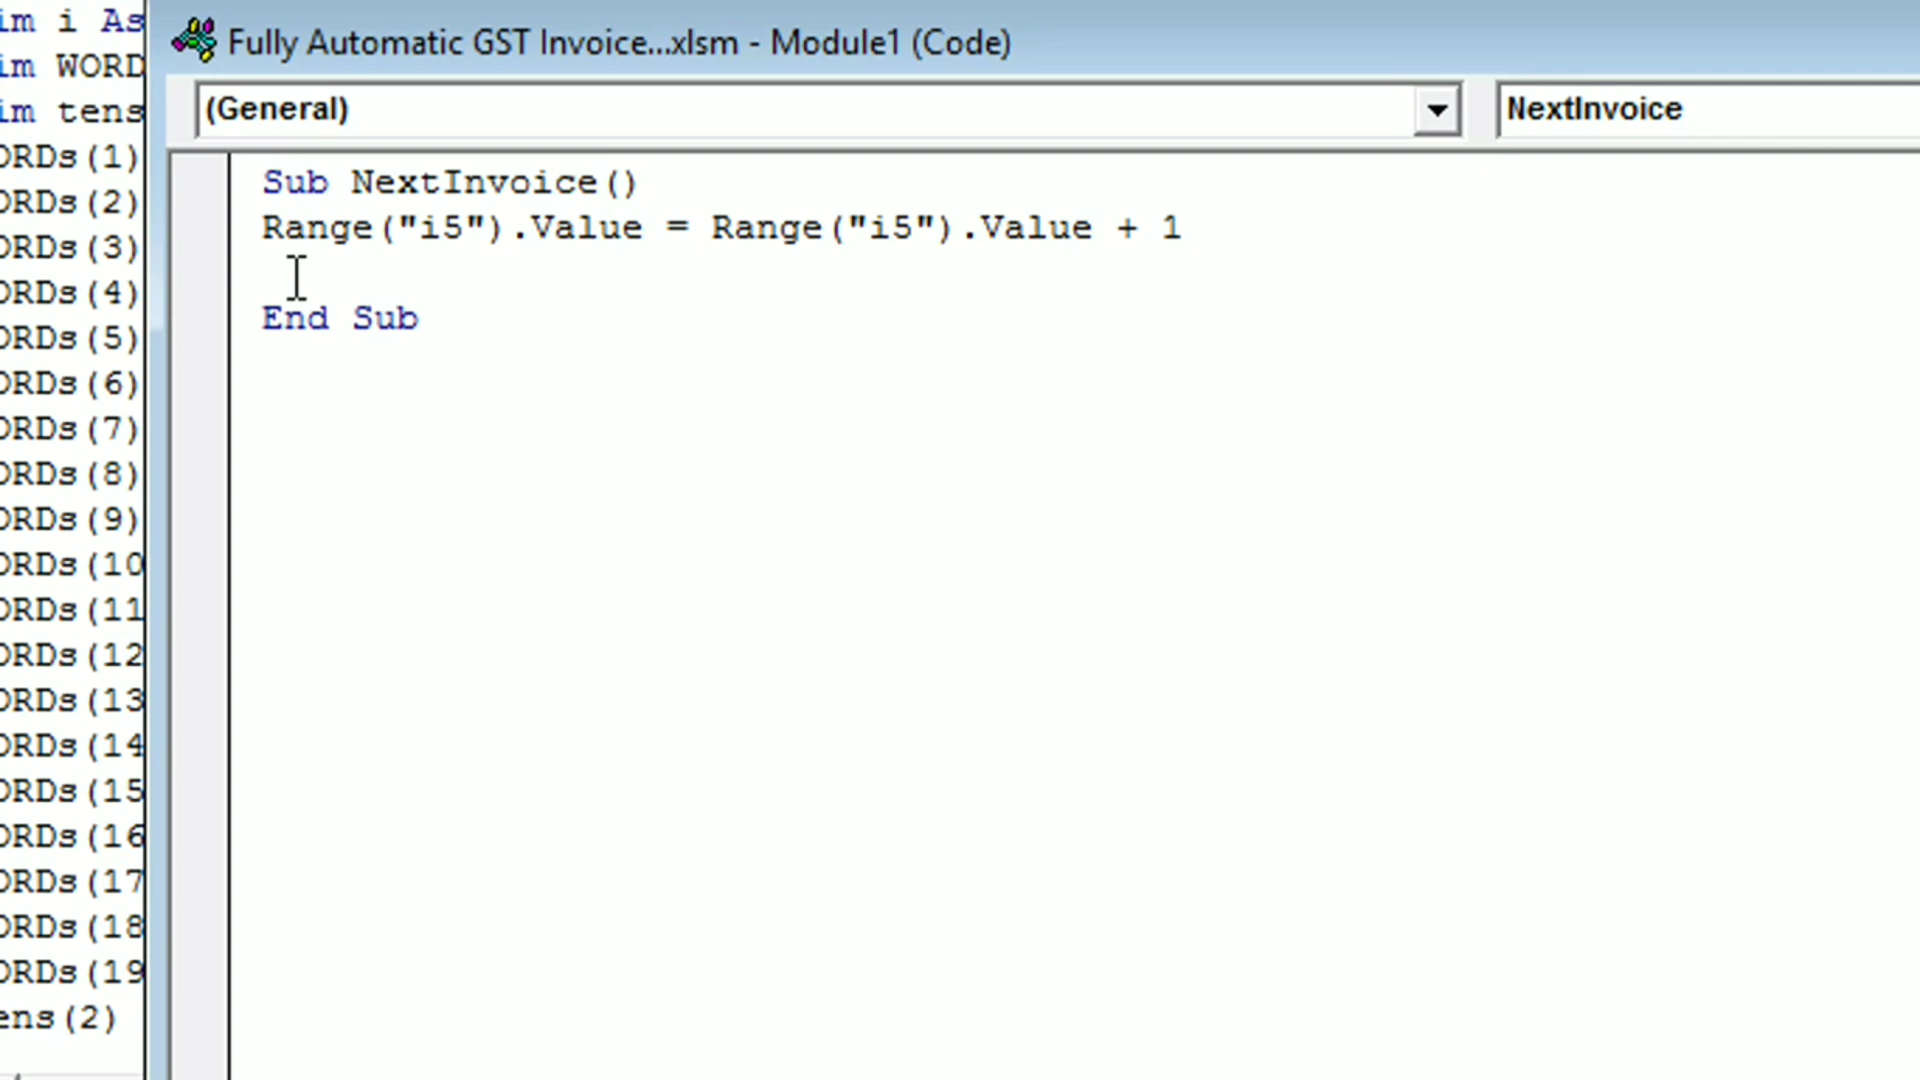 im i As
im WORD
im tens
ORDs(1)
ORDs(2)
ORDs(3)
ORDs(4)
ORDs(5)
ORDs(6)
ORDs(7)
ORDs(8)
ORDs(9)
ORDs(10
ORDs(11
ORDs(12
ORDs(13
ORDs(14
ORDs(15
ORDs(16
ORDs(17
ORDs(18
ORDs(19
ens(2)
Fully Automatic GST Invoice...xlsm - Module1 (Code)
(General)
NextInvoice
Sub NextInvoice()
Range("i5").Value = Range("i5").Value + 1
End Sub